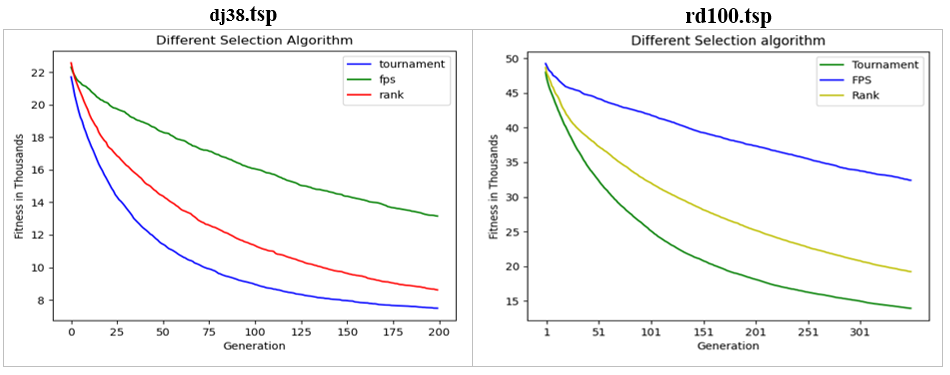 dj38.tsp
Different Selection Algorithm
tournament
fps
rank
Fitness in Thousands
22
20
18
16
14
12
10
8
0 25 50 75 100 125 150 175 200
Generation
rd100.tsp
Different Selection algorithm
Tournament
FPS
Rank
Fitness in Thousands
50
45
40
35
30
25
20
15
1 51 101 151 201 251 301
Generation